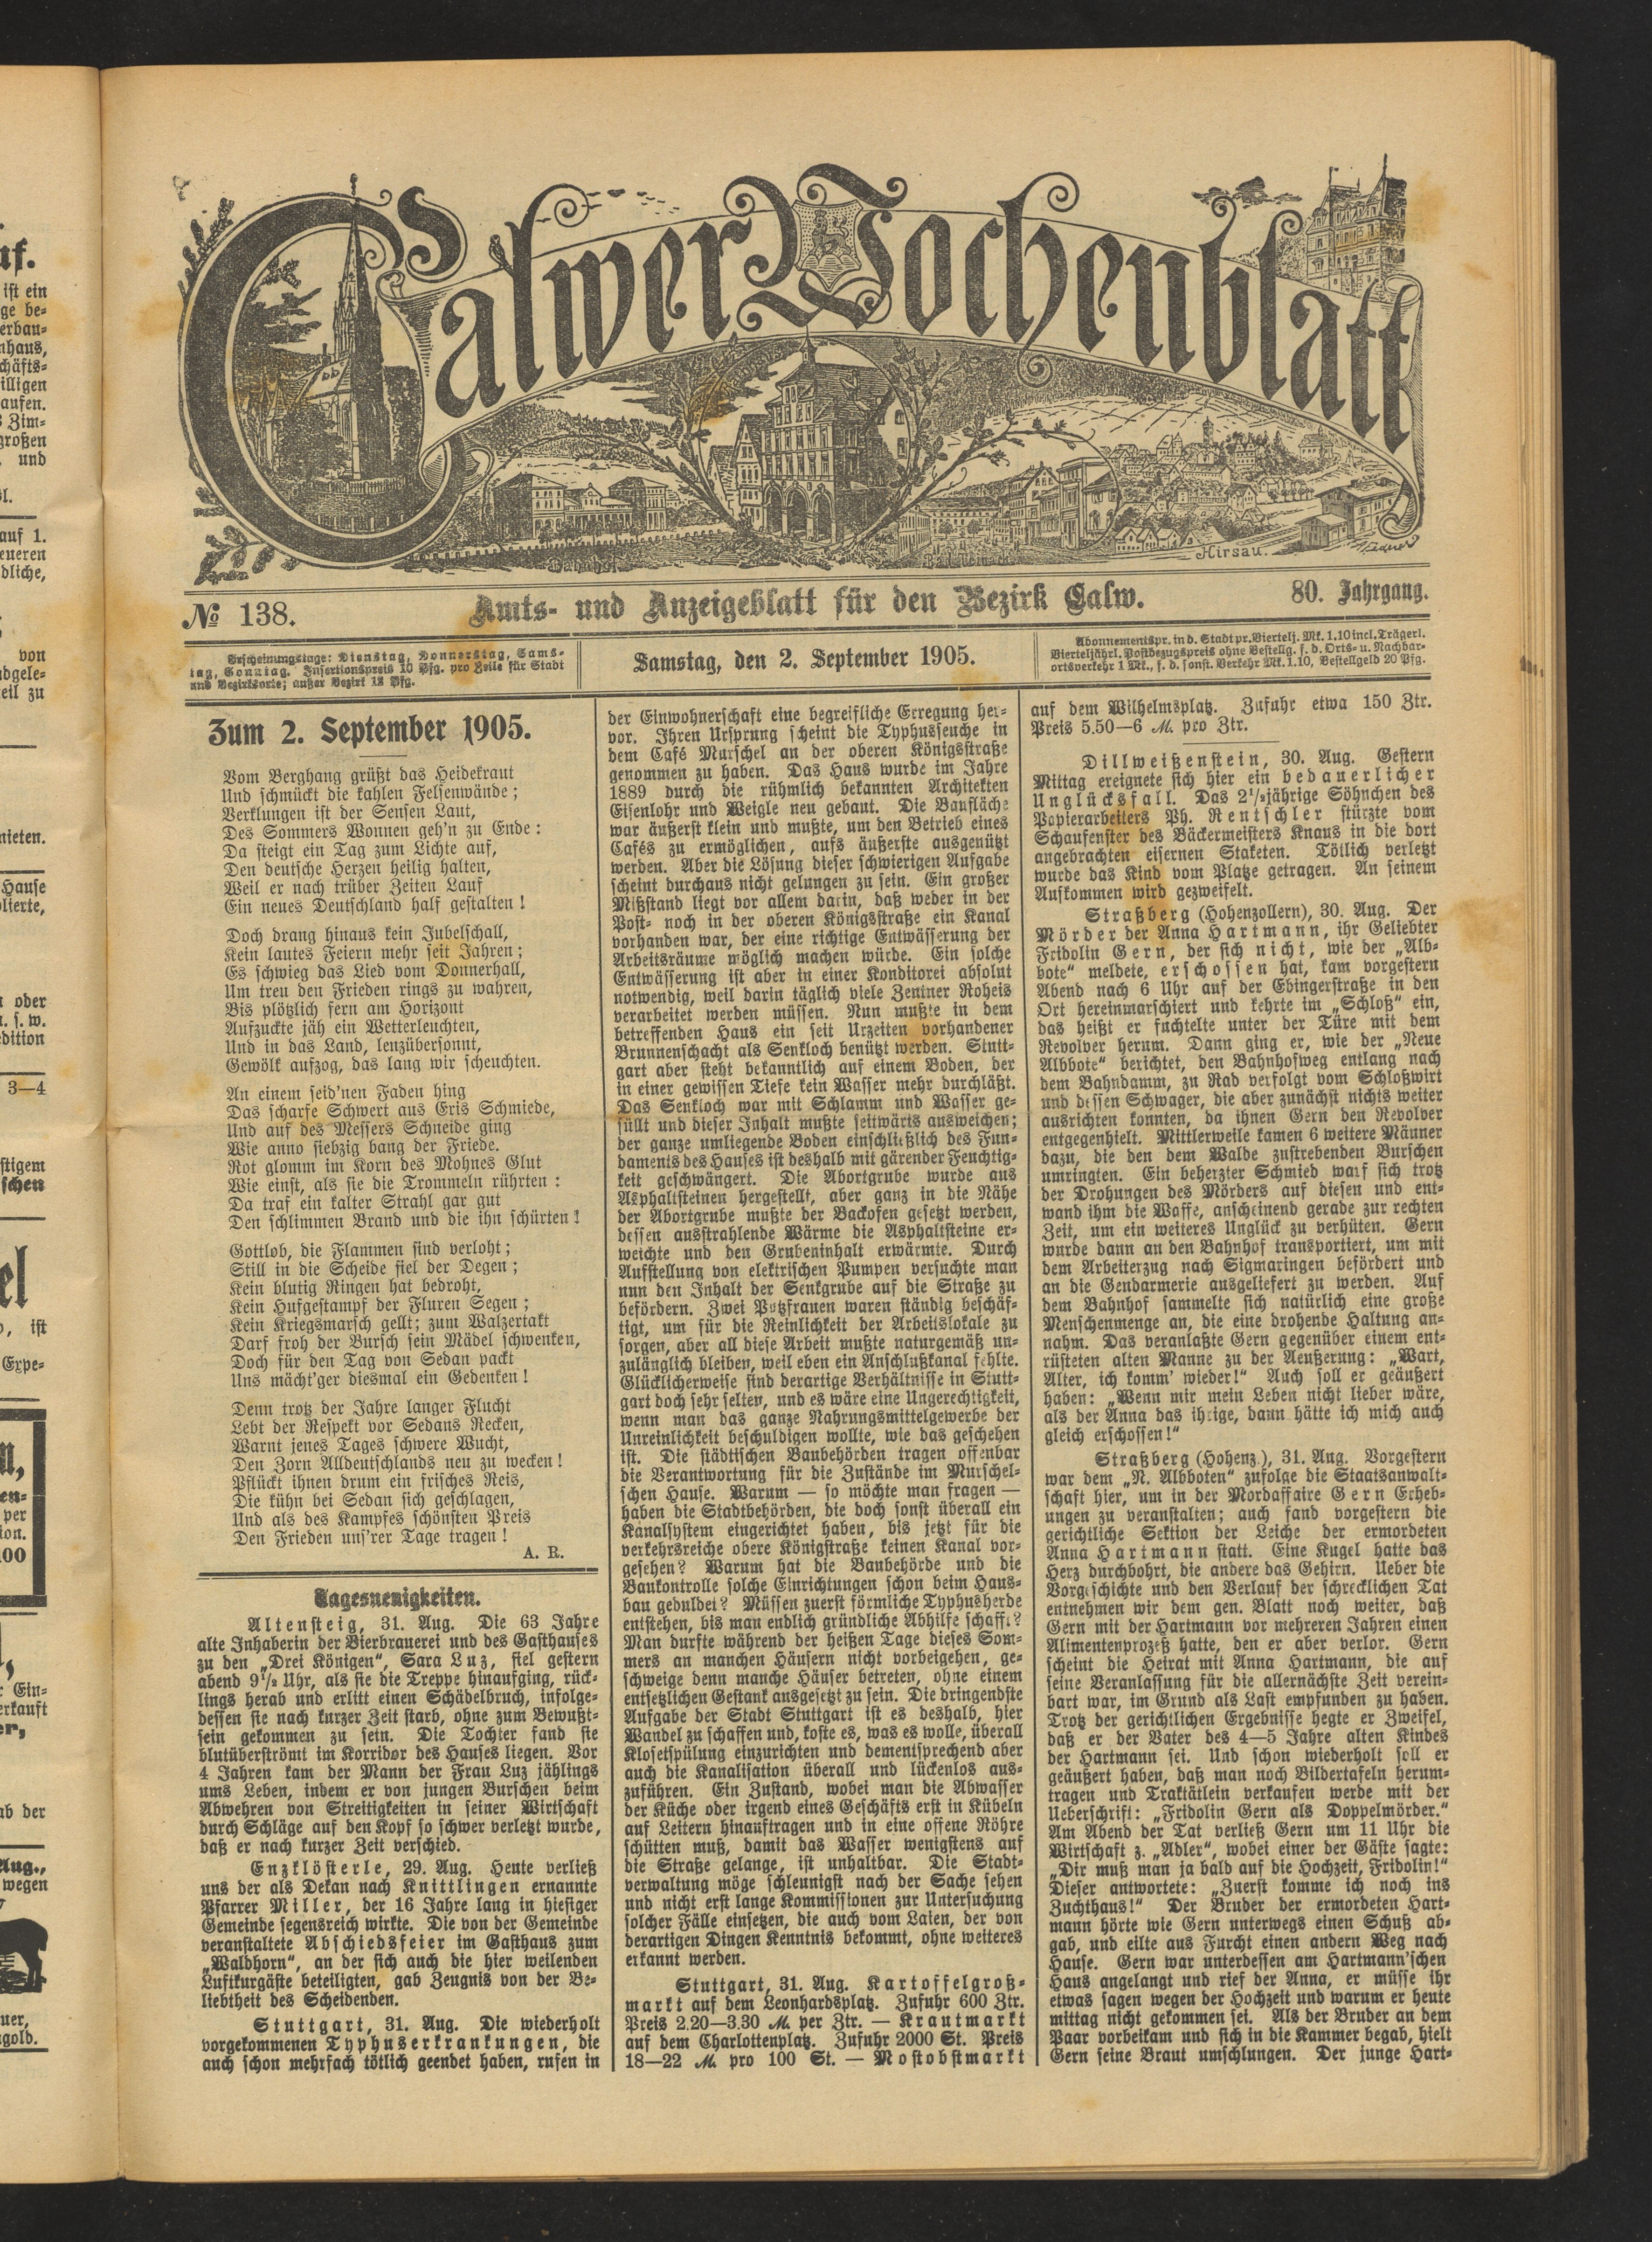 Calwer Wochenblatt
Bahnhof
Hirsau.
№ 138.
Amts- und Anzeigeblatt für den Bezirk Calw.
80. Jahrgang.
Erscheinungstage: Dienstag, Donnerstag, Sams-
tag, Sonntag. Insertionspreis 10 Pfg. pro Zeile für Stadt
und Bezirksorte; außer Bezirk 12 Pfg.
Samstag, den 2. September 1905.
Abonnementspr. in d. Stadt pr. Viertelj. Mk. 1.10 incl. Trägerl.
Vierteljährl. Postbezugspreis ohne Bestellg. f. d. Orts- u. Nachbar-
ortsverkehr 1 Mk., f. d. sonst. Verkehr Mk. 1.10, Bestellgeld 20 Pfg.
Zum 2. September 1905.
Vom Berghang grüßt das Heidekraut
Und schmückt die kahlen Felsenwände;
Verklungen ist der Sensen Laut,
Des Sommers Wonnen geh'n zu Ende:
Da steigt ein Tag zum Lichte auf,
Den deutsche Herzen heilig halten,
Weil er nach trüber Zeiten Lauf
Ein neues Deutschland half gestalten!
Doch drang hinaus kein Jubelschall,
Kein lautes Feiern mehr seit Jahren;
Es schwieg das Lied vom Donnerhall,
Um treu den Frieden rings zu wahren,
Bis plötzlich fern am Horizont
Aufzuckte jäh ein Wetterleuchten,
Und in das Land, lenzübersonnt,
Gewölk aufzog, das lang wir scheuchten.
An einem seid'nen Faden hing
Das scharfe Schwert aus Eris Schmiede,
Und auf des Messers Schneide ging
Wie anno siebzig bang der Friede.
Rot glomm im Korn des Mohnes Glut
Wie einst, als sie die Trommeln rührten:
Da traf ein kalter Strahl gar gut
Den schlimmen Brand und die ihn schürten!
Gottlob, die Flammen sind verloht;
Still in die Scheide fiel der Degen;
Kein blutig Ringen hat bedroht,
Kein Hufgestampf der Fluren Segen;
Kein Kriegsmarsch gellt; zum Walzertakt
Darf froh der Bursch sein Mädel schwenken,
Doch für den Tag von Sedan packt
Uns mächt'ger diesmal ein Gedenken!
Denn trotz der Jahre langer Flucht
Lebt der Respekt vor Sedans Recken,
Warnt jenes Tages schwere Wucht,
Den Zorn Alldeutschlands neu zu wecken!
Pflückt ihnen drum ein frisches Reis,
Die kühn bei Sedan sich geschlagen,
Und als des Kampfes schönsten Preis
Den Frieden uns'rer Tage tragen!
A. R.
Tagesneuigkeiten.
Altensteig, 31. Aug. Die 63 Jahre
alte Inhaberin der Bierbrauerei und des Gasthauses
zu den „Drei Königen“, Sara Luz, fiel gestern
abend 9½ Uhr, als sie die Treppe hinaufging, rück-
lings herab und erlitt einen Schädelbruch, infolge-
dessen sie nach kurzer Zeit starb, ohne zum Bewußt-
sein gekommen zu sein. Die Tochter fand sie
blutüberströmt im Korridor des Hauses liegen. Vor
4 Jahren kam der Mann der Frau Luz jählings
ums Leben, indem er von jungen Burschen beim
Abwehren von Streitigkeiten in seiner Wirtschaft
durch Schläge auf den Kopf so schwer verletzt wurde,
daß er nach kurzer Zeit verschied.
Enzklösterle, 29. Aug. Heute verließ
uns der als Dekan nach Knittlingen ernannte
Pfarrer Miller, der 16 Jahre lang in hiesiger
Gemeinde segensreich wirkte. Die von der Gemeinde
veranstaltete Abschiedsfeier im Gasthaus zum
„Waldhorn“, an der sich auch die hier weilenden
Luftkurgäste beteiligten, gab Zeugnis von der Be-
liebtheit des Scheidenden.
Stuttgart, 31. Aug. Die wiederholt
vorgekommenen Typhuserkrankungen, die
auch schon mehrfach tötlich geendet haben, rufen in
der Einwohnerschaft eine begreifliche Erregung her-
vor. Ihren Ursprung scheint die Typhusseuche in
dem Café Murschel an der oberen Königsstraße
genommen zu haben. Das Haus wurde im Jahre
1889 durch die rühmlich bekannten Architekten
Eisenlohr und Weigle neu gebaut. Die Baufläche
war äußerst klein und mußte, um den Betrieb eines
Cafés zu ermöglichen, aufs äußerste ausgenützt
werden. Aber die Lösung dieser schwierigen Aufgabe
scheint durchaus nicht gelungen zu sein. Ein großer
Mißstand liegt vor allem darin, daß weder in der
Post- noch in der oberen Königsstraße ein Kanal
vorhanden war, der eine richtige Entwässerung der
Arbeitsräume möglich machen würde. Ein solche
Entwässerung ist aber in einer Konditorei absolut
notwendig, weil darin täglich viele Zentner Roheis
verarbeitet werden müssen. Nun mußte in dem
betreffenden Haus ein seit Urzeiten vorhandener
Brunnenschacht als Senkloch benützt werden. Stutt-
gart aber steht bekanntlich auf einem Boden, der
in einer gewissen Tiefe kein Wasser mehr durchläßt.
Das Senkloch war mit Schlamm und Wasser ge-
füllt und dieser Inhalt mußte seitwärts ausweichen;
der ganze umliegende Boden einschließlich des Fun-
daments des Hauses ist deshalb mit gärender Feuchtig-
keit geschwängert. Die Abortgrube wurde aus
Asphaltsteinen hergestellt, aber ganz in die Nähe
der Abortgrube mußte der Backofen gesetzt werden,
dessen ausstrahlende Wärme die Asphaltsteine er-
weichte und den Grubeninhalt erwärmte. Durch
Aufstellung von elektrischen Pumpen versuchte man
nun den Inhalt der Senkgrube auf die Straße zu
befördern. Zwei Putzfrauen waren ständig beschäf-
tigt, um für die Reinlichkeit der Arbeitslokale zu
sorgen, aber all diese Arbeit mußte naturgemäß un-
zulänglich bleiben, weil eben ein Anschlußkanal fehlte.
Glücklicherweise sind derartige Verhältnisse in Stutt-
gart doch sehr selten, und es wäre eine Ungerechtigkeit,
wenn man das ganze Nahrungsmittelgewerbe der
Unreinlichkeit beschuldigen wollte, wie das geschehen
ist. Die städtischen Baubehörden tragen offenbar
die Verantwortung für die Zustände im Murschel-
schen Hause. Warum — so möchte man fragen —
haben die Stadtbehörden, die doch sonst überall ein
Kanalsystem eingerichtet haben, bis jetzt für die
verkehrsreiche obere Königstraße keinen Kanal vor-
gesehen? Warum hat die Baubehörde und die
Baukontrolle solche Einrichtungen schon beim Haus-
bau geduldet? Müssen zuerst förmliche Typhusherde
entstehen, bis man endlich gründliche Abhilfe schafft?
Man durfte während der heißen Tage dieses Som-
mers an manchen Häusern nicht vorbeigehen, ge-
schweige denn manche Häuser betreten, ohne einem
entsetzlichen Gestank ausgesetzt zu sein. Die dringendste
Aufgabe der Stadt Stuttgart ist es deshalb, hier
Wandel zu schaffen und, koste es, was es wolle, überall
Klosetspülung einzurichten und dementsprechend aber
auch die Kanalisation überall und lückenlos aus-
zuführen. Ein Zustand, wobei man die Abwasser
der Küche oder irgend eines Geschäfts erst in Kübeln
auf Leitern hinauftragen und in eine offene Röhre
schütten muß, damit das Wasser wenigstens auf
die Straße gelange, ist unhaltbar. Die Stadt-
verwaltung möge schleunigst nach der Sache sehen
und nicht erst lange Kommissionen zur Untersuchung
solcher Fälle einsetzen, die auch vom Laien, der von
derartigen Dingen Kenntnis bekommt, ohne weiteres
erkannt werden.
Stuttgart, 31. Aug. Kartoffelgroß-
markt auf dem Leonhardsplatz. Zufuhr 600 Ztr.
Preis 2.20—3.30 M. per Ztr. — Krautmarkt
auf dem Charlottenplatz. Zufuhr 2000 St. Preis
18—22 M. pro 100 St. — Mostobstmarkt
auf dem Wilhelmsplatz. Zufuhr etwa 150 Ztr.
Preis 5.50—6 M. pro Ztr.
Dillweißenstein, 30. Aug. Gestern
Mittag ereignete sich hier ein bedauerlicher
Unglücksfall. Das 2½jährige Söhnchen des
Papierarbeiters Ph. Rentschler stürzte vom
Schaufenster des Bäckermeisters Knaus in die dort
angebrachten eisernen Staketen. Tötlich verletzt
wurde das Kind vom Platze getragen. An seinem
Aufkommen wird gezweifelt.
Straßberg (Hohenzollern), 30. Aug. Der
Mörder der Anna Hartmann, ihr Geliebter
Fridolin Gern, der sich nicht, wie der „Alb-
bote“ meldete, erschossen hat, kam vorgestern
Abend nach 6 Uhr auf der Ebingerstraße in den
Ort hereinmarschiert und kehrte im „Schloß“ ein,
das heißt er fuchtelte unter der Türe mit dem
Revolver herum. Dann ging er, wie der „Neue
Albbote“ berichtet, den Bahnhofweg entlang nach
dem Bahndamm, zu Rad verfolgt vom Schloßwirt
und dessen Schwager, die aber zunächst nichts weiter
ausrichten konnten, da ihnen Gern den Revolver
entgegenhielt. Mittlerweile kamen 6 weitere Männer
dazu, die den dem Walde zustrebenden Burschen
umringten. Ein beherzter Schmied warf sich trotz
der Drohungen des Mörders auf diesen und ent-
wand ihm die Waffe, anscheinend gerade zur rechten
Zeit, um ein weiteres Unglück zu verhüten. Gern
wurde dann an den Bahnhof transportiert, um mit
dem Arbeiterzug nach Sigmaringen befördert und
an die Gendarmerie ausgeliefert zu werden. Auf
dem Bahnhof sammelte sich natürlich eine große
Menschenmenge an, die eine drohende Haltung an-
nahm. Das veranlaßte Gern gegenüber einem ent-
rüsteten alten Manne zu der Aeußerung: „Wart,
Alter, ich komm' wieder!“ Auch soll er geäußert
haben: „Wenn mir mein Leben nicht lieber wäre,
als der Anna das ihrige, dann hätte ich mich auch
gleich erschossen!“
Straßberg (Hohenz.), 31. Aug. Vorgestern
war dem „N. Albboten“ zufolge die Staatsanwalt-
schaft hier, um in der Mordaffaire Gern Erheb-
ungen zu veranstalten; auch fand vorgestern die
gerichtliche Sektion der Leiche der ermordeten
Anna Hartmann statt. Eine Kugel hatte das
Herz durchbohrt, die andere das Gehirn. Ueber die
Vorgeschichte und den Verlauf der schrecklichen Tat
entnehmen wir dem gen. Blatt noch weiter, daß
Gern mit der Hartmann vor mehreren Jahren einen
Alimentenprozeß hatte, den er aber verlor. Gern
scheint die Heirat mit Anna Hartmann, die auf
seine Veranlassung für die allernächste Zeit verein-
bart war, im Grund als Last empfunden zu haben.
Trotz der gerichtlichen Ergebnisse hegte er Zweifel,
daß er der Vater des 4—5 Jahre alten Kindes
der Hartmann sei. Und schon wiederholt soll er
geäußert haben, daß man noch Bildertafeln herum-
tragen und Traktätlein verkaufen werde mit der
Ueberschrift: „Fridolin Gern als Doppelmörder.“
Am Abend der Tat verließ Gern um 11 Uhr die
Wirtschaft z. „Adler“, wobei einer der Gäste sagte:
„Dir muß man ja bald auf die Hochzeit, Fridolin!“
Dieser antwortete: „Zuerst komme ich noch ins
Zuchthaus!“ Der Bruder der ermordeten Hart-
mann hörte wie Gern unterwegs einen Schuß ab-
gab, und eilte aus Furcht einen andern Weg nach
Hause. Gern war unterdessen am Hartmann'schen
Haus angelangt und rief der Anna, er müsse ihr
etwas sagen wegen der Hochzeit und warum er heute
mittag nicht gekommen sei. Als der Bruder an dem
Paar vorbeikam und sich in die Kammer begab, hielt
Gern seine Braut umschlungen. Der junge Hart-